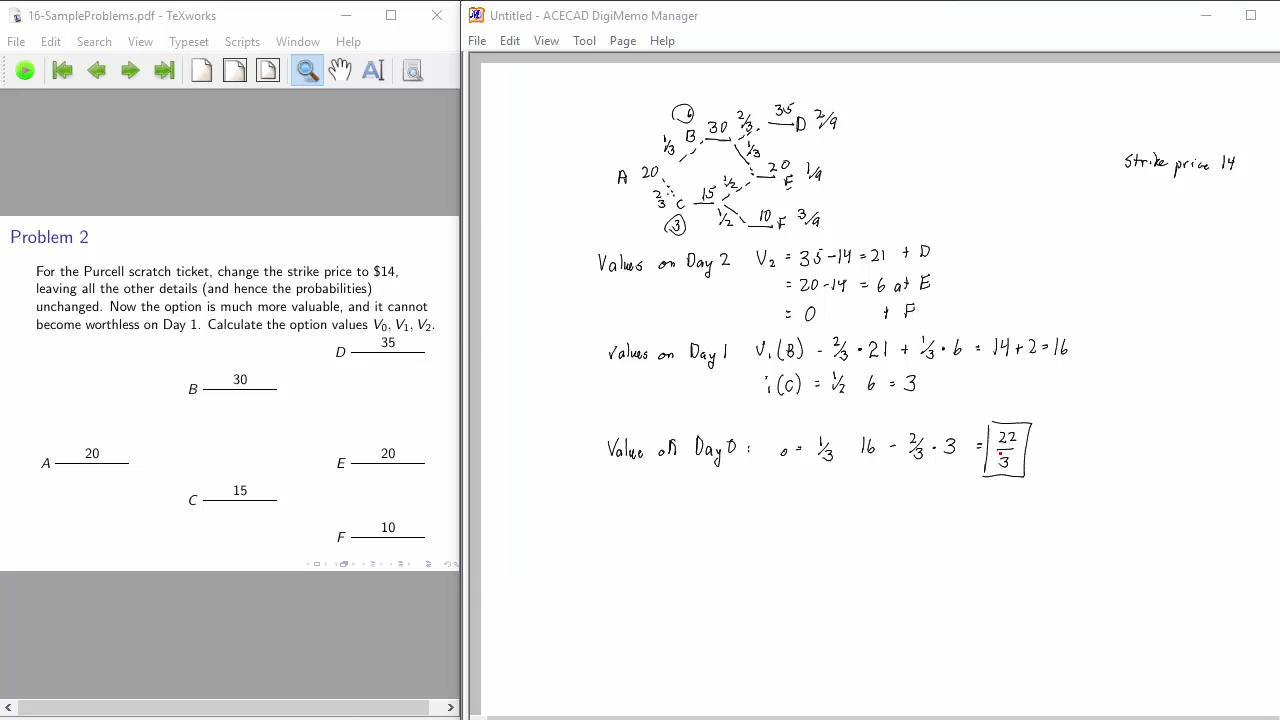 16-SampleProblems.pdf - TeXworks
File Edit Search View Typeset Scripts Window Help
Problem 2
For the Purcell scratch ticket, change the strike price to $14,
leaving all the other details (and hence the probabilities)
unchanged. Now the option is much more valuable, and it cannot
become worthless on Day 1. Calculate the option values V0, V1, V2.
D 35
B 30
A 20
E 20
C 15
F 10
Untitled - ACECAD DigiMemo Manager
File Edit View Tool Page Help
35
B 30 2/3 D 2/9
1/3 1/3
A 20 20 1/9
1/2 E
2/3 C 15
3 1/2 10 F 3/9
Strike price 14
Values on Day 2 V2 = 35-14 = 21 + D
= 20-14 = 6 at E
= 0 + F
Values on Day 1 V1(B) - 2/3 · 21 + 1/3 · 6 = 14+2=16
1(C) = 1/2 6 = 3
Value on Day 0: 0 = 1/3 16 - 2/3 · 3 = 22/3